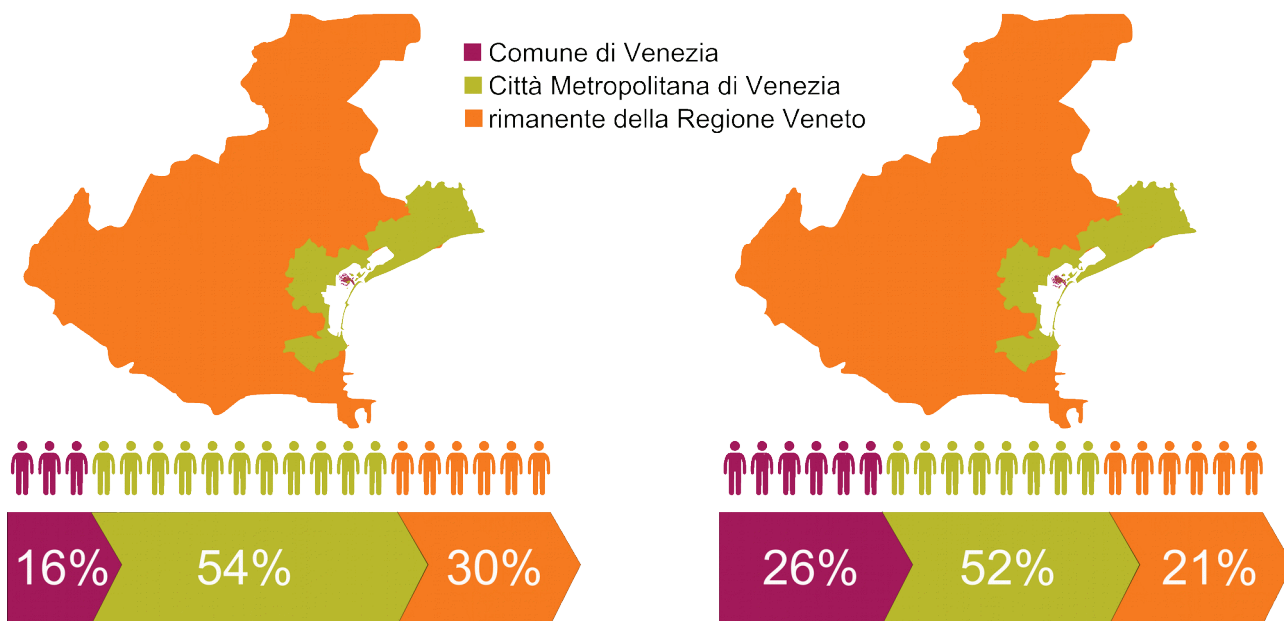 Comune di Venezia
Città Metropolitana di Venezia
rimanente della Regione Veneto
16% 54% 30%
26% 52% 21%